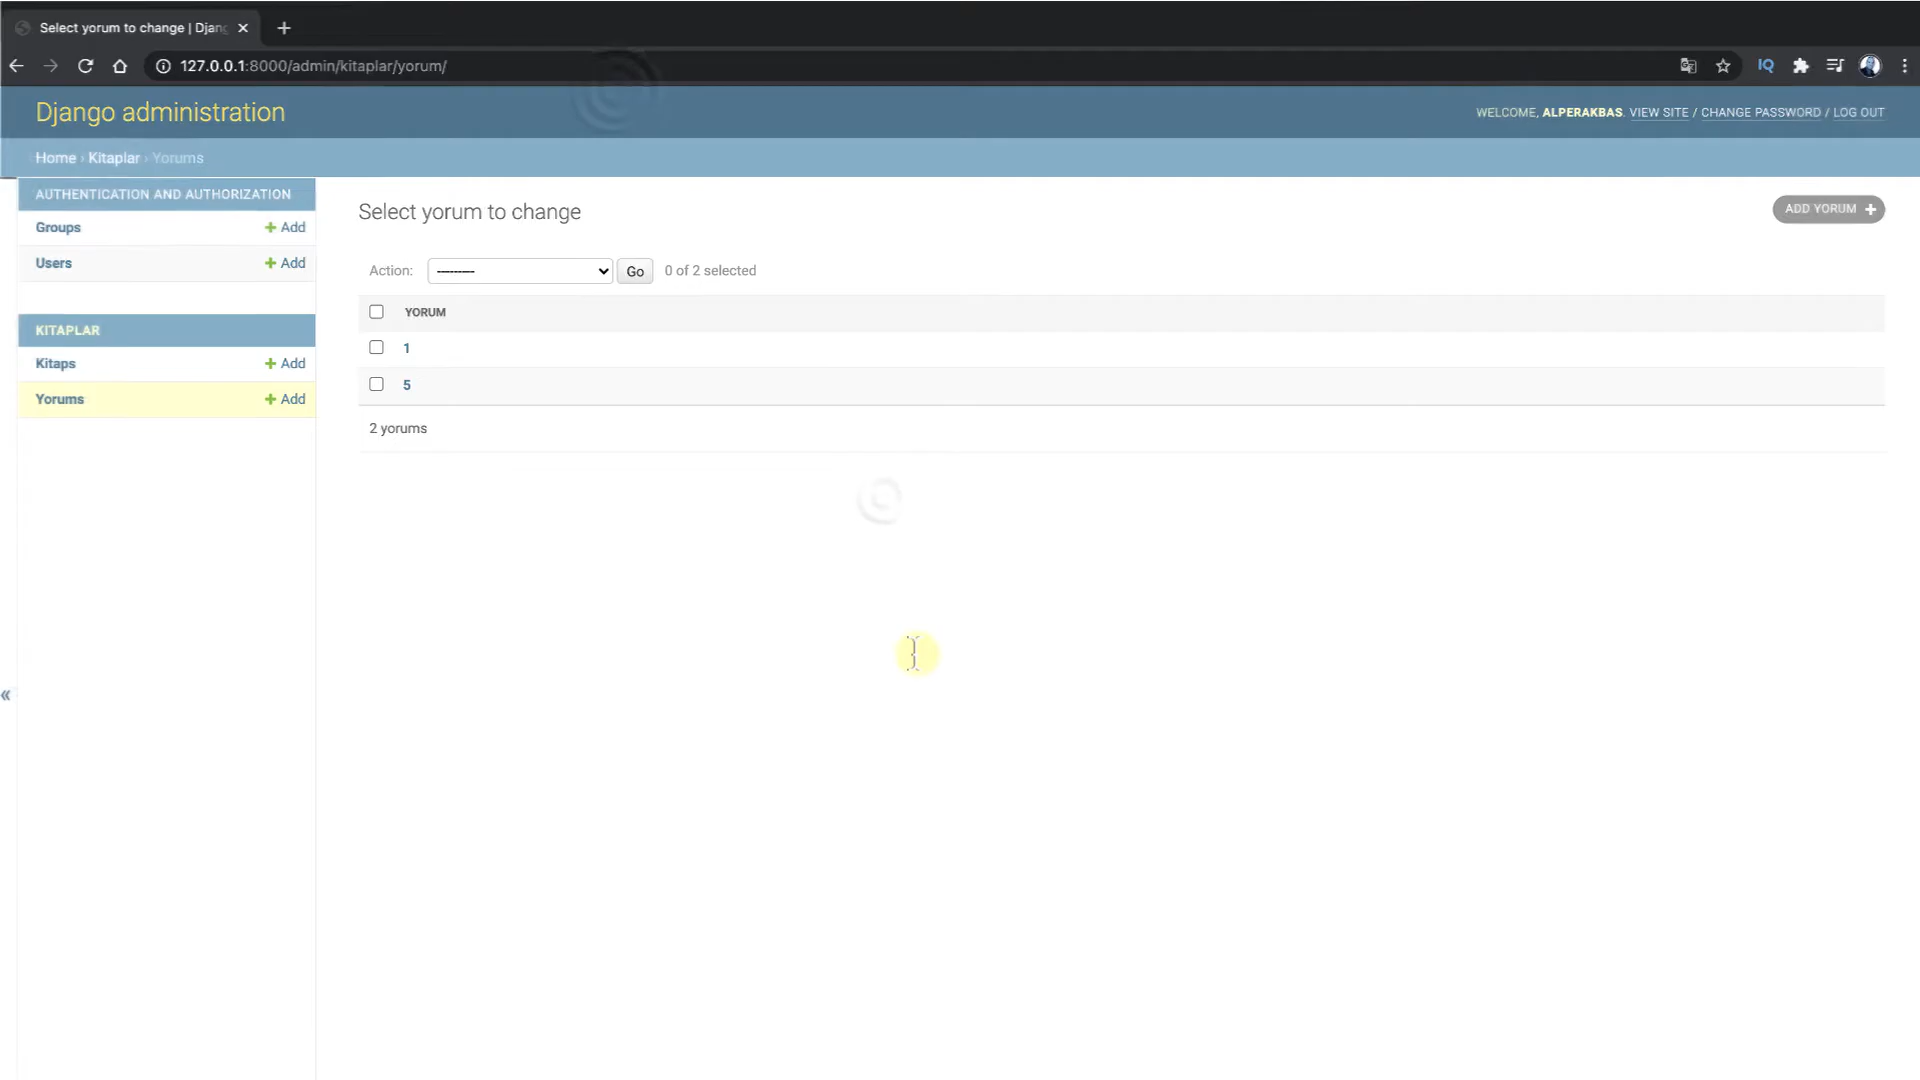 Select yorum to change | Djang
127.0.0.1:8000/admin/kitaplar/yorum/
IQ
Django administration
WELCOME, ALPERAKBAS. VIEW SITE / CHANGE PASSWORD / LOG OUT
Home › Kitaplar › Yorums
AUTHENTICATION AND AUTHORIZATION
Groups + Add
Users + Add
KITAPLAR
Kitaps + Add
Yorums + Add
«
Select yorum to change
ADD YORUM +
Action: --------- Go 0 of 2 selected
YORUM
1
5
2 yorums